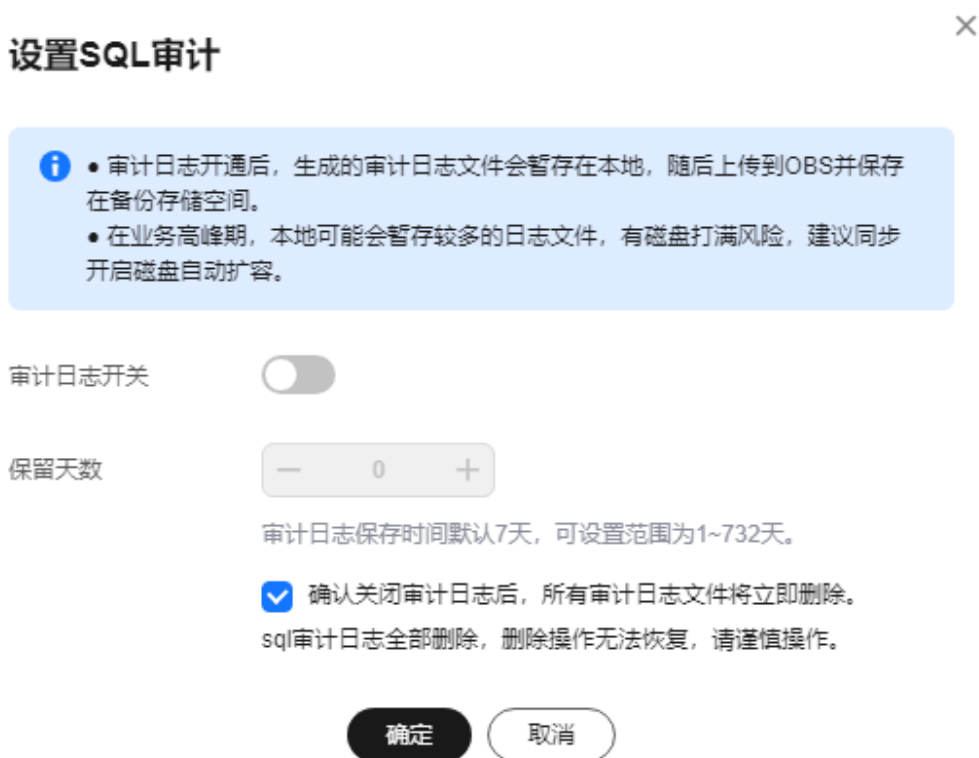 设置SQL审计
● 审计日志开通后，生成的审计日志文件会暂存在本地，随后上传到OBS并保存
在备份存储空间。
● 在业务高峰期，本地可能会暂存较多的日志文件，有磁盘打满风险，建议同步
开启磁盘自动扩容。
审计日志开关
保留天数
0
审计日志保存时间默认7天，可设置范围为1~732天。
确认关闭审计日志后，所有审计日志文件将立即删除。
sql审计日志全部删除，删除操作无法恢复，请谨慎操作。
确定 取消